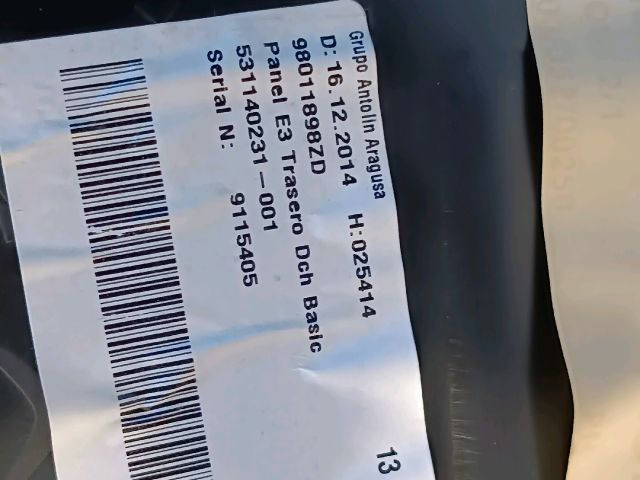 Grupo Antolin Aragusa
D: 16.12.2014 H:025414
98011898ZD
Panel E3 Trasero Dch Basic
531140231-001
Serial N: 9115405
13